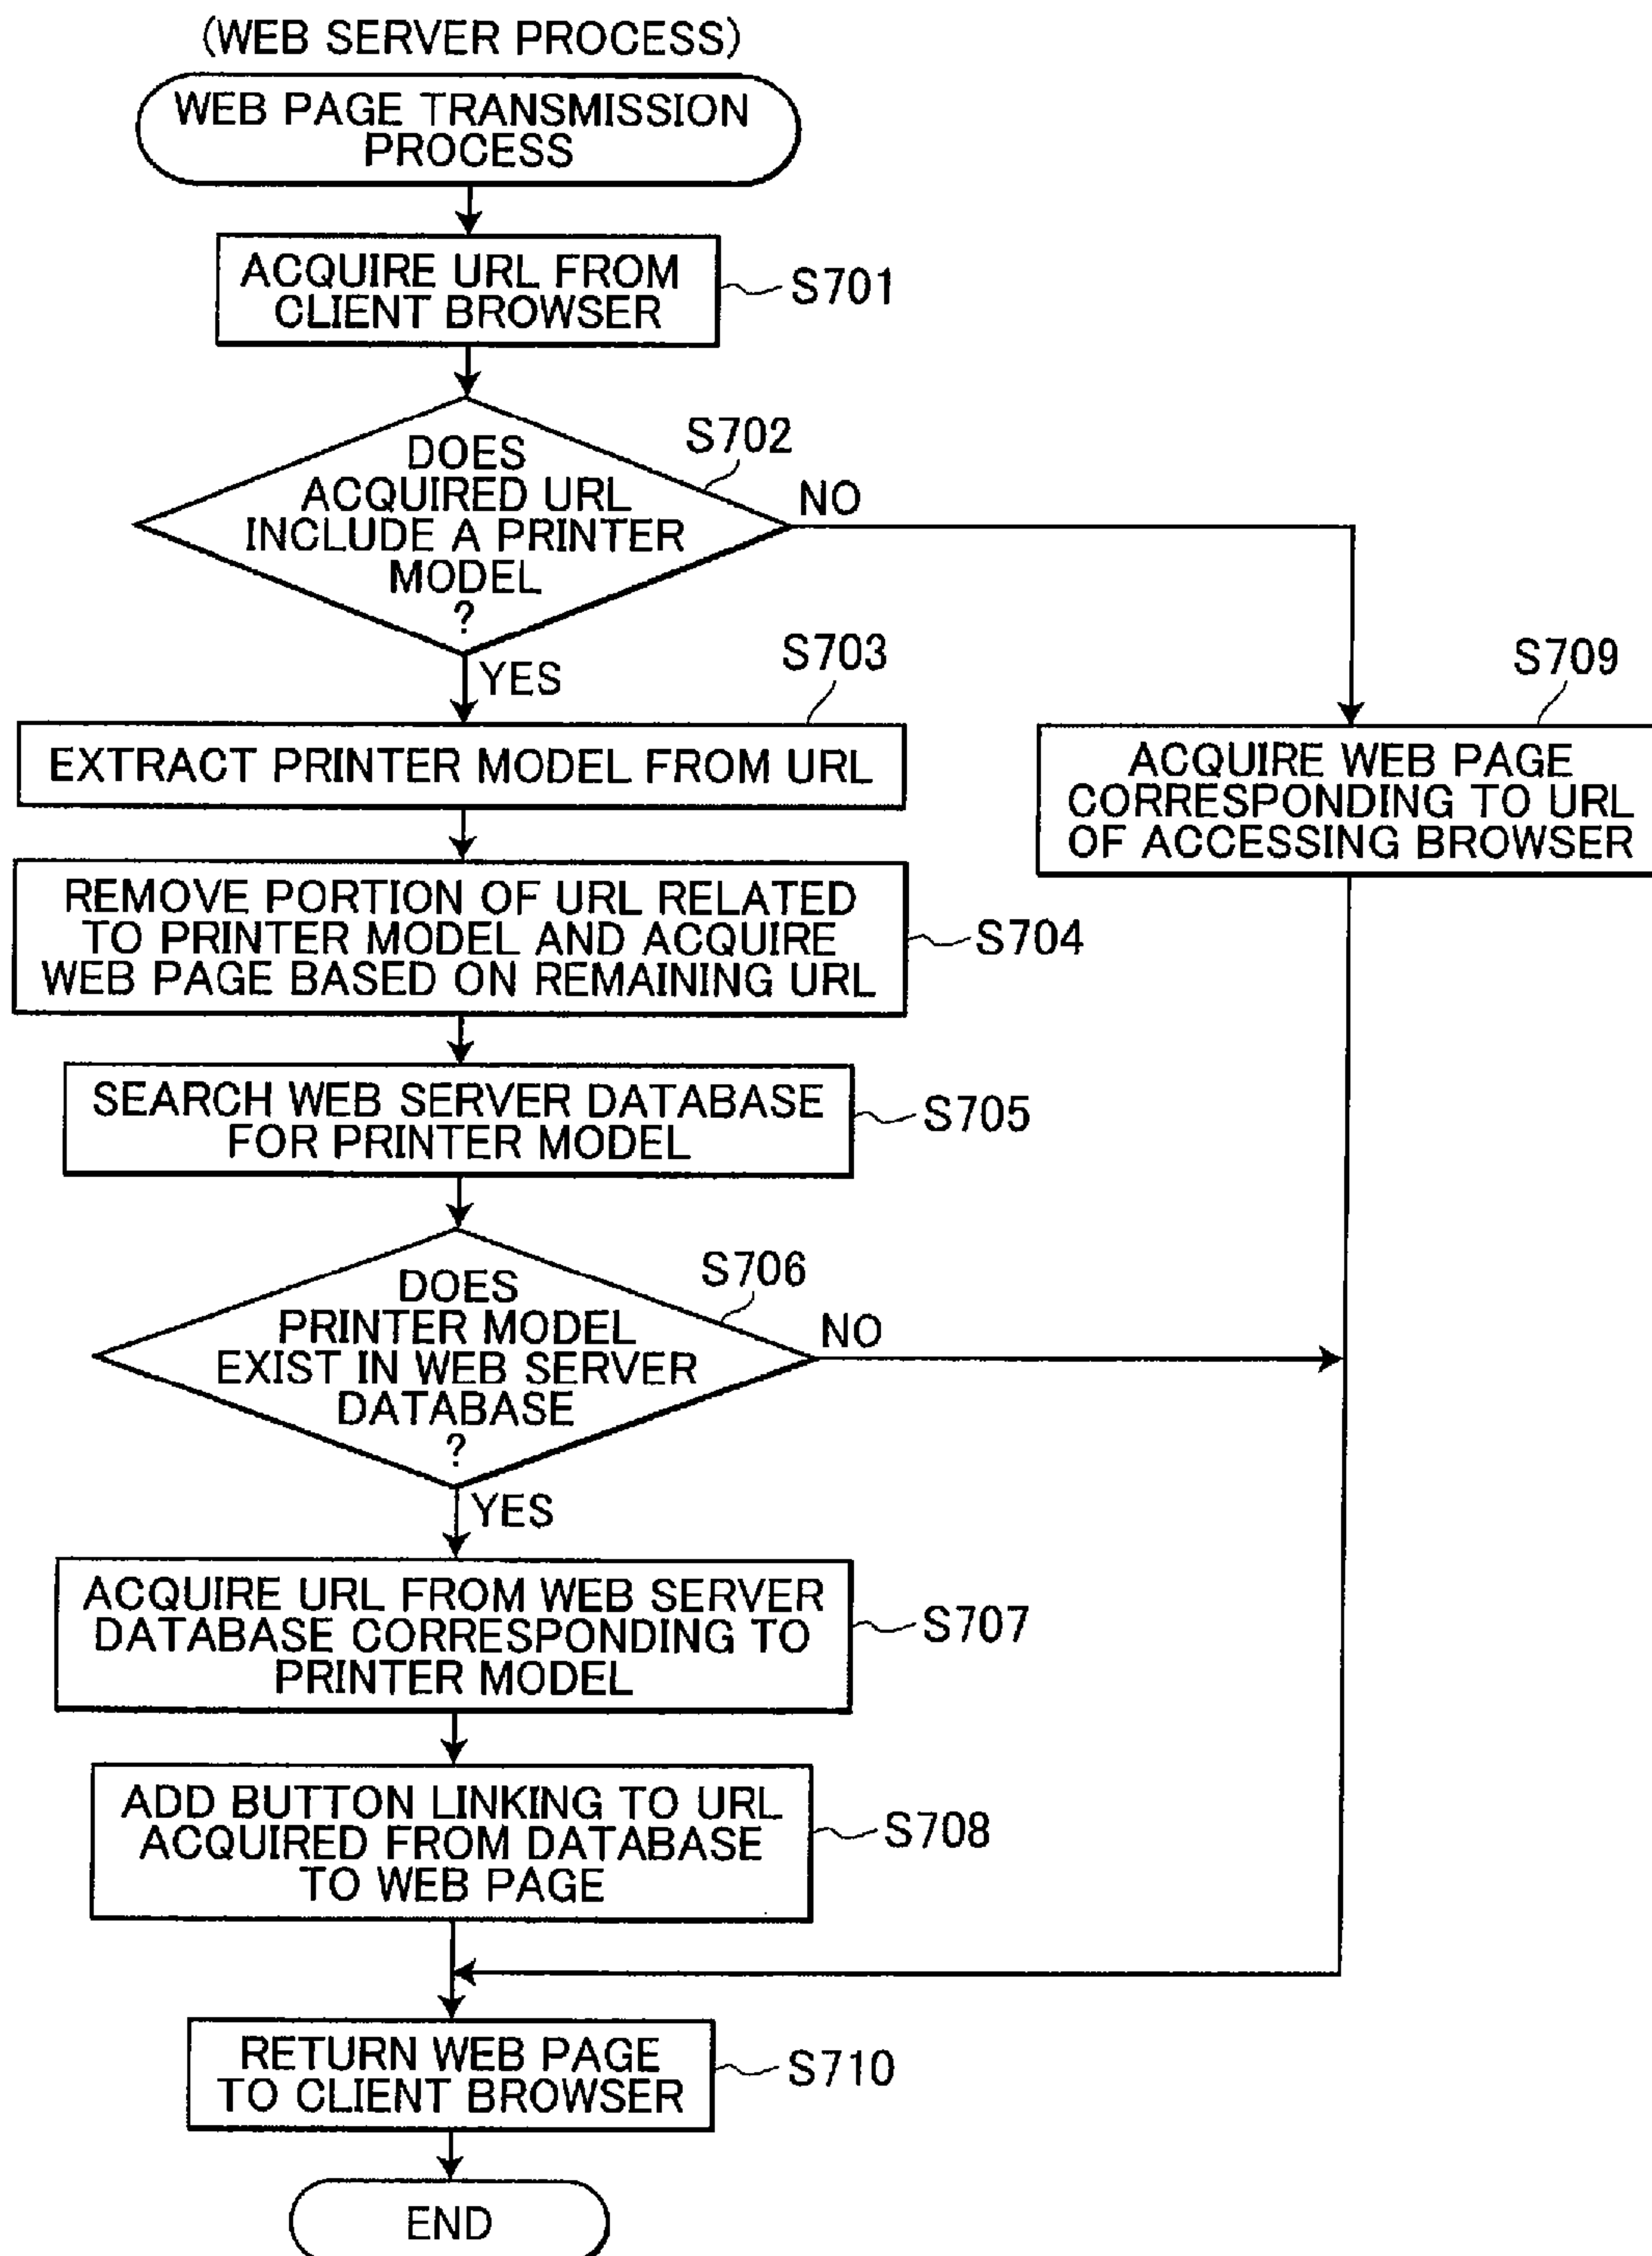 (WEB SERVER PROCESS)
WEB PAGE TRANSMISSION
PROCESS
ACQUIRE URL FROM
CLIENT BROWSER
S701
S702
DOES
ACQUIRED URL
INCLUDE A PRINTER
MODEL
?
NO
YES
S703
EXTRACT PRINTER MODEL FROM URL
S709
ACQUIRE WEB PAGE
CORRESPONDING TO URL
OF ACCESSING BROWSER
REMOVE PORTION OF URL RELATED
TO PRINTER MODEL AND ACQUIRE
WEB PAGE BASED ON REMAINING URL
S704
SEARCH WEB SERVER DATABASE
FOR PRINTER MODEL
S705
S706
DOES
PRINTER MODEL
EXIST IN WEB SERVER
DATABASE
?
NO
YES
ACQUIRE URL FROM WEB SERVER
DATABASE CORRESPONDING TO
PRINTER MODEL
S707
ADD BUTTON LINKING TO URL
ACQUIRED FROM DATABASE
TO WEB PAGE
S708
RETURN WEB PAGE
TO CLIENT BROWSER
S710
END